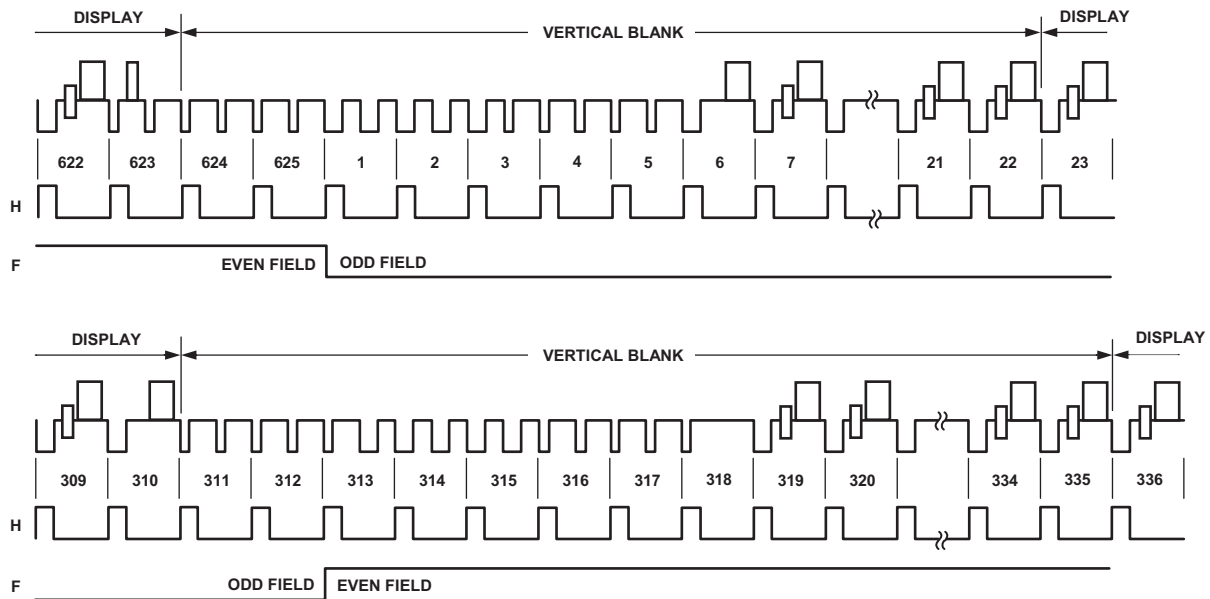 DISPLAY VERTICAL BLANK DISPLAY
622 623 624 625 1 2 3 4 5 6 7 21 22 23
H
F EVEN FIELD ODD FIELD
DISPLAY VERTICAL BLANK DISPLAY
309 310 311 312 313 314 315 316 317 318 319 320 334 335 336
H
F ODD FIELD EVEN FIELD